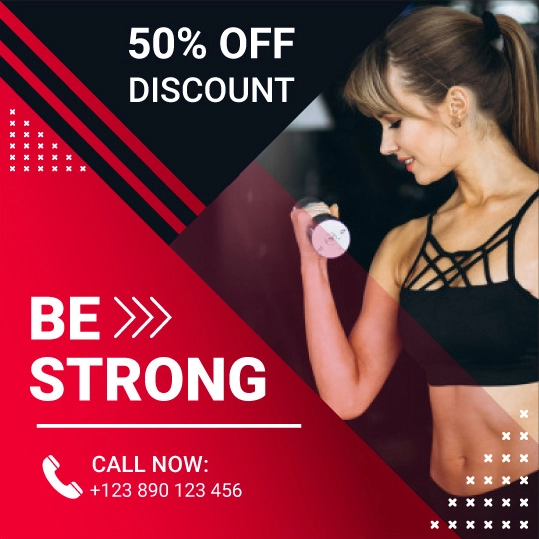 50% OFF
DISCOUNT
BE
STRONG
CALL NOW:
+123 890 123 456